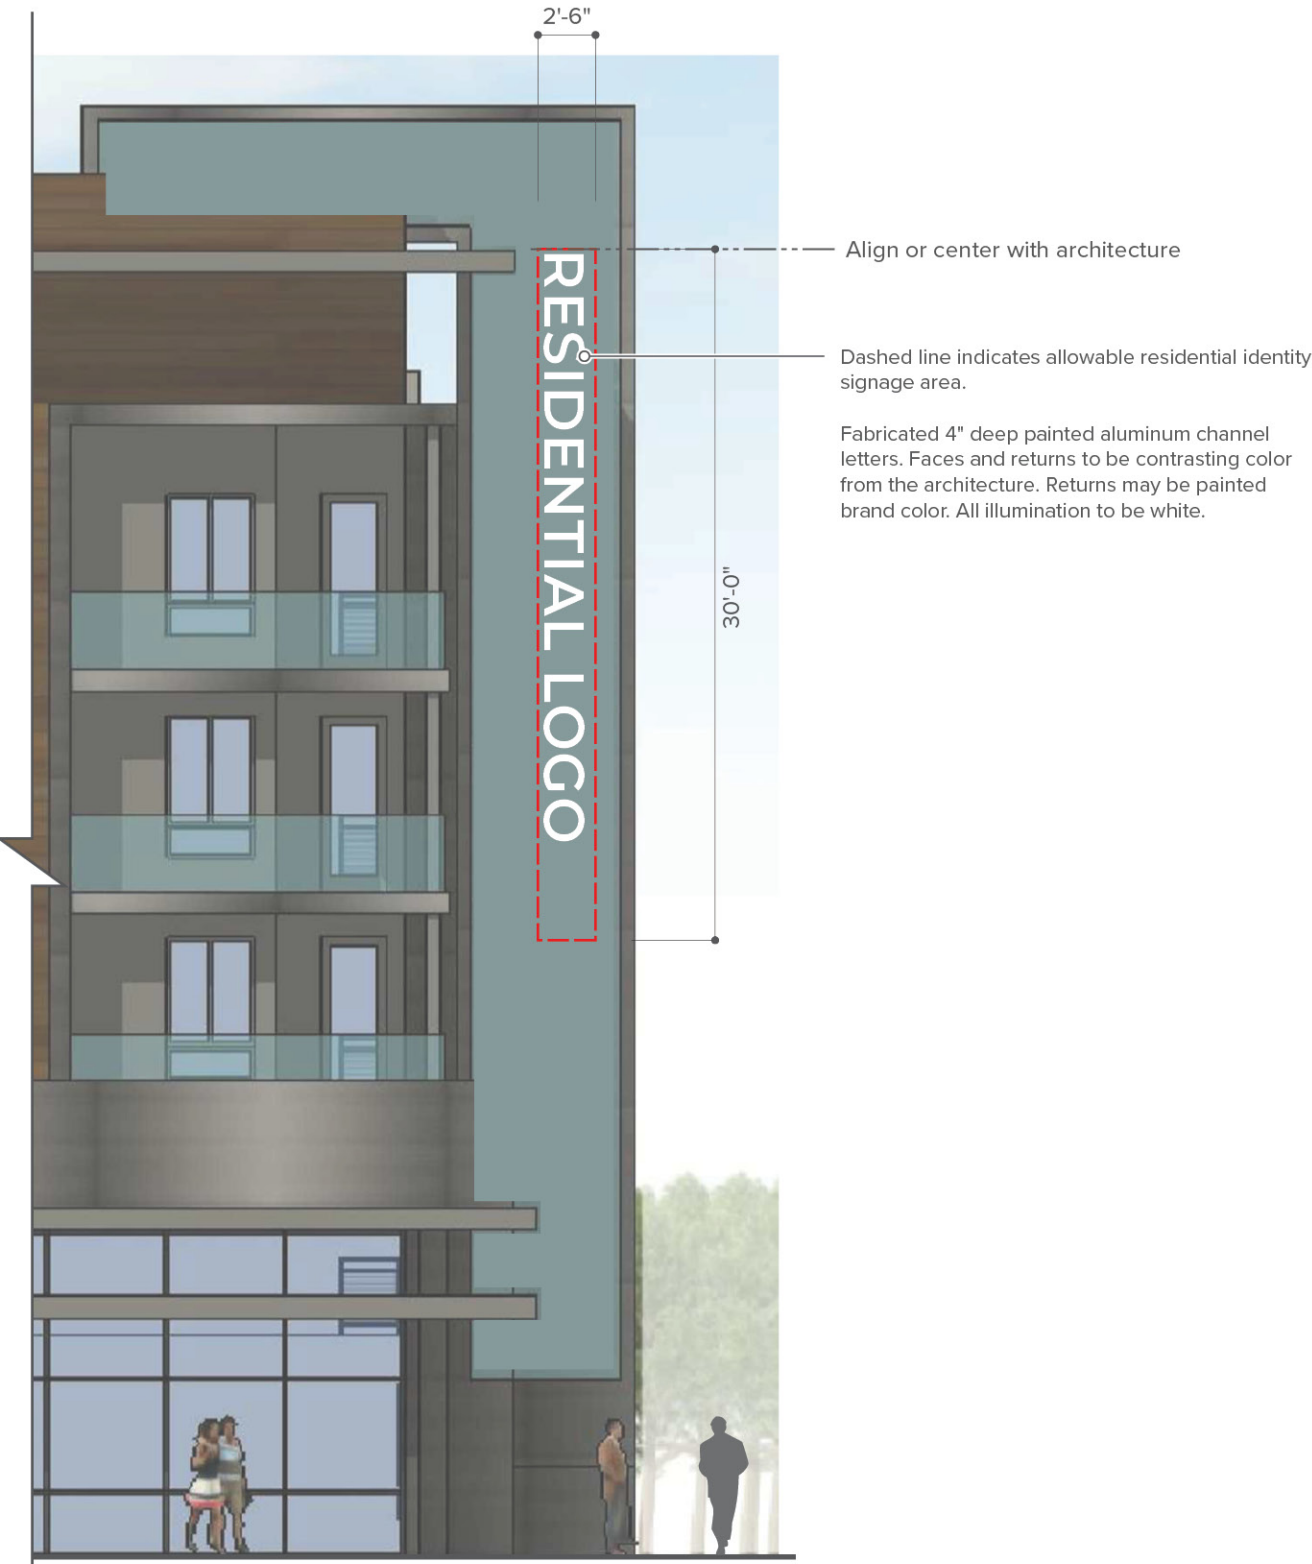 2'-6"
Align or center with architecture
RESIDENTIAL LOGO
Dashed line indicates allowable residential identity
signage area.
Fabricated 4" deep painted aluminum channel
letters. Faces and returns to be contrasting color
from the architecture. Returns may be painted
brand color. All illumination to be white.
30'-0"